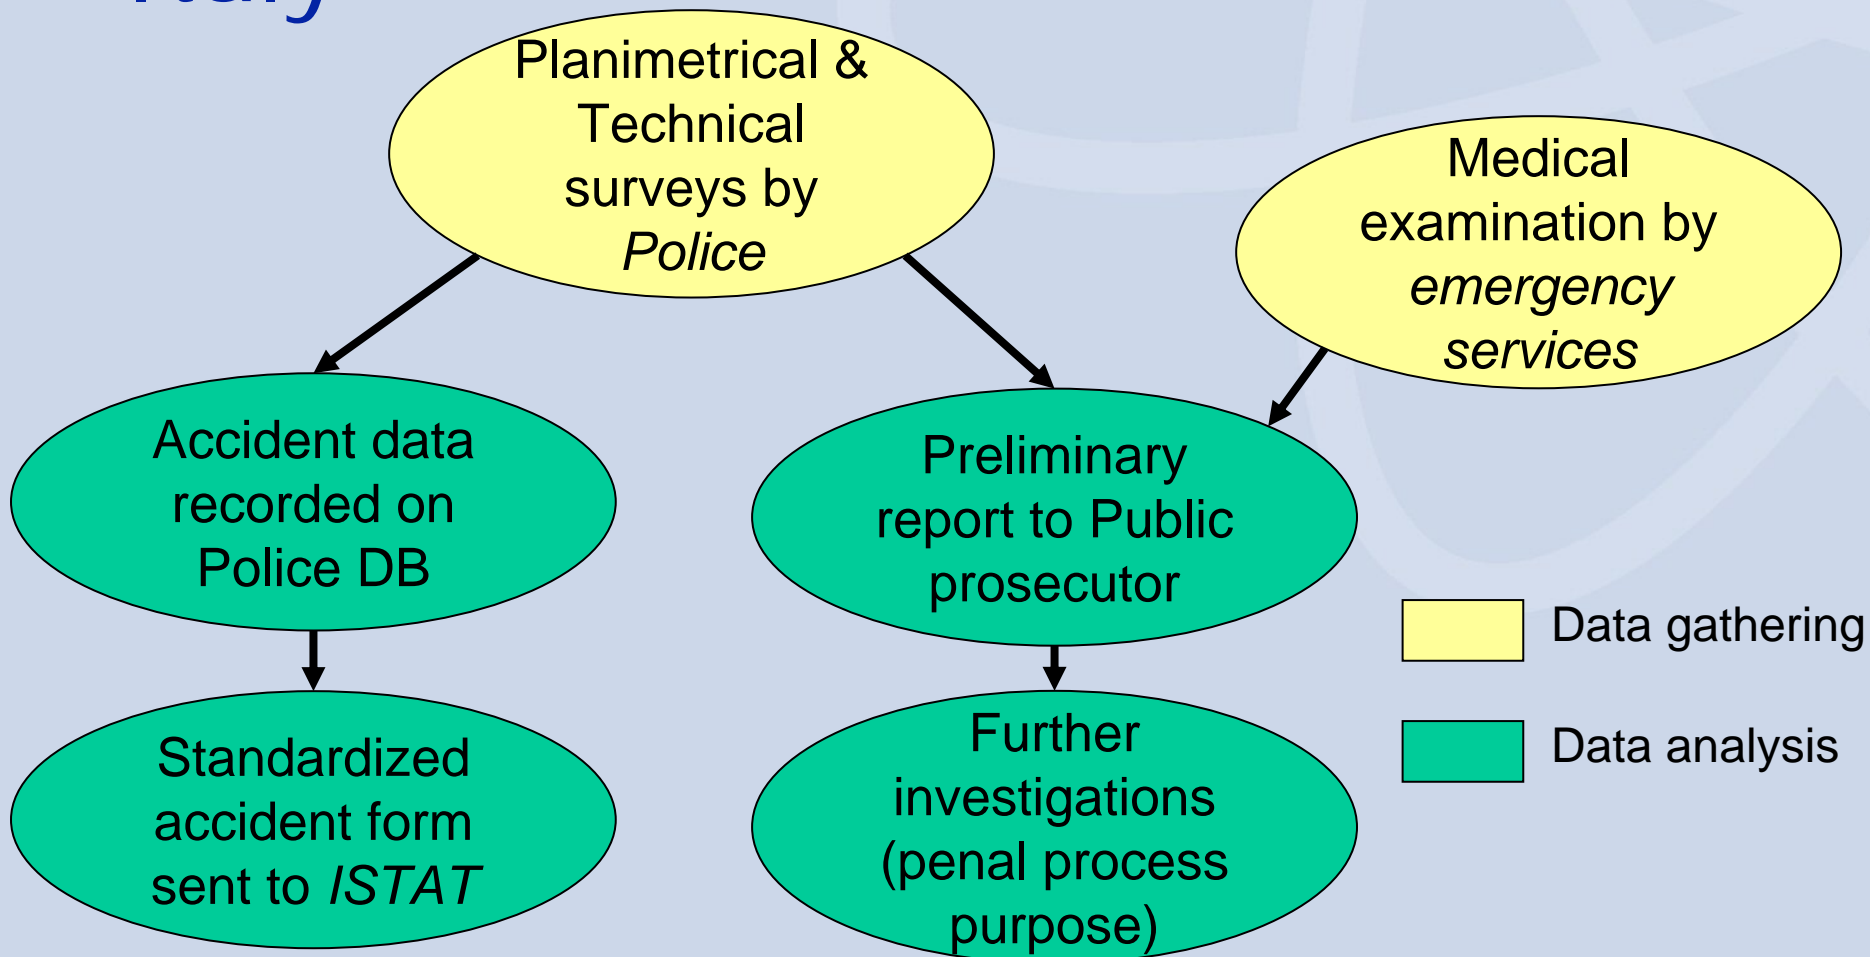 Italy
Planimetrical &
Technical
surveys by
Police
Medical
examination by
emergency
services
Accident data
recorded on
Police DB
Preliminary
report to Public
prosecutor
Standardized
accident form
sent to ISTAT
Further
investigations
(penal process
purpose)
Data gathering
Data analysis